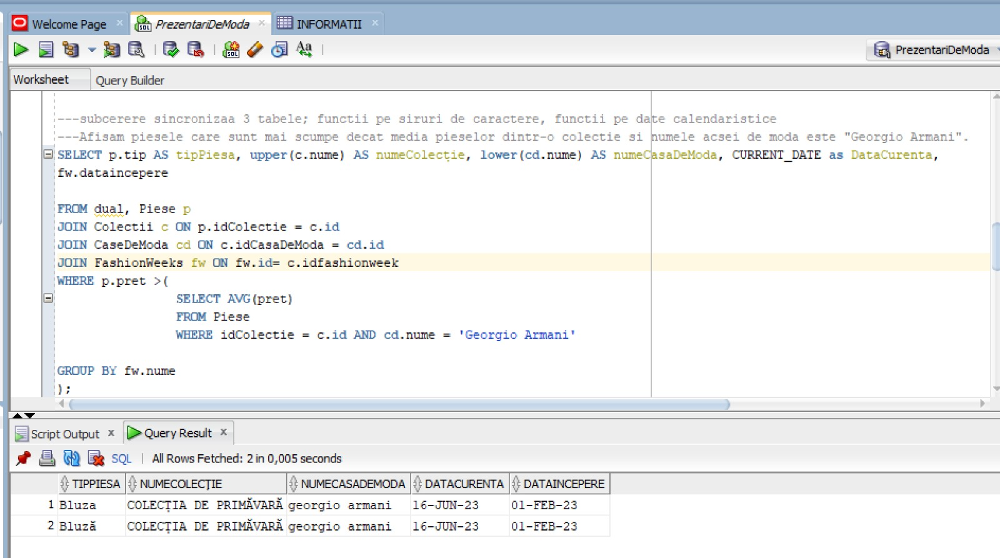 Welcome Page
PrezentariDeModa
INFORMATII
PrezentariDeModa
Worksheet
Query Builder
---subcerere sincronizaa 3 tabele; functii pe siruri de caractere, functii pe date calendaristice
---Afisam piesele care sunt mai scumpe decat media pieselor dintr-o colectie si numele acsei de moda este "Georgio Armani".
SELECT p.tip AS tipPiesa, upper(c.nume) AS numeColecție, lower(cd.nume) AS numeCasaDeModa, CURRENT_DATE as DataCurenta,
fw.dataincepere
FROM dual, Piese p
JOIN Colectii c ON p.idColectie = c.id
JOIN CaseDeModa cd ON c.idCasaDeModa = cd.id
JOIN FashionWeeks fw ON fw.id= c.idfashionweek
WHERE p.pret >(
SELECT AVG(pret)
FROM Piese
WHERE idColectie = c.id AND cd.nume = 'Georgio Armani'
GROUP BY fw.nume
);
Script Output x
Query Result x
SQL | All Rows Fetched: 2 in 0,005 seconds
TIPPIESA NUMECOLECȚIE NUMECASADEMODA DATACURENTA DATAINCEPERE
1 Bluza COLECȚIA DE PRIMĂVARĂ georgio armani 16-JUN-23 01-FEB-23
2 Bluză COLECȚIA DE PRIMĂVARĂ georgio armani 16-JUN-23 01-FEB-23